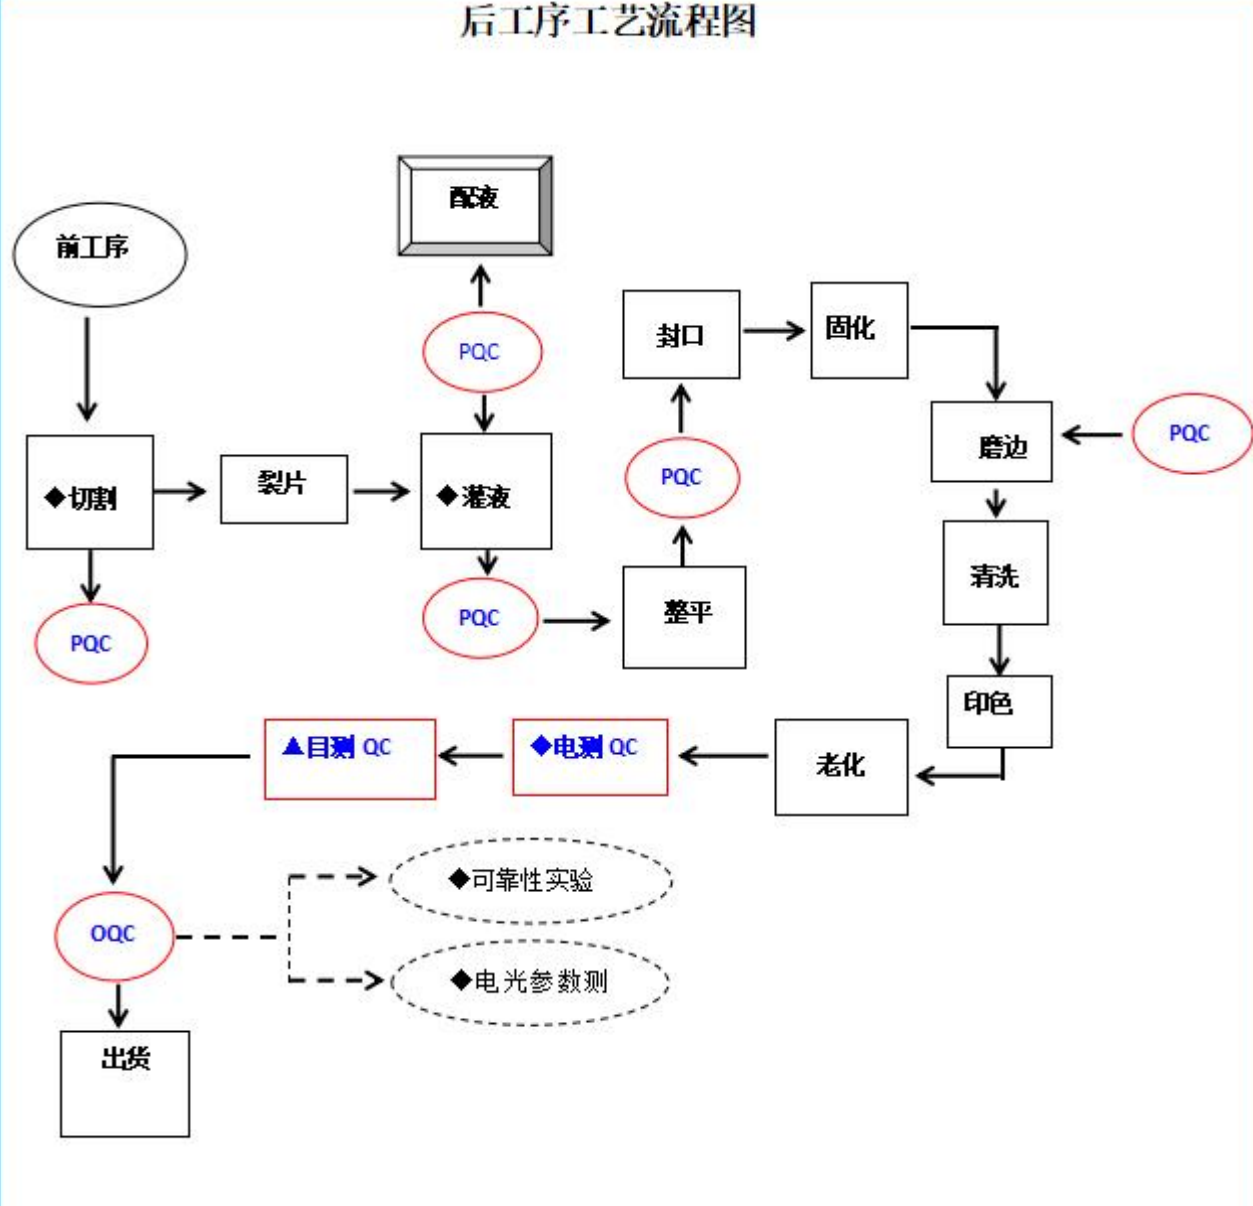 后工序工艺流程图
配液
前工序
PQC
封口
固化
磨边
PQC
◆切割
裂片
◆灌液
PQC
清洗
PQC
PQC
整平
印色
▲目测 QC
◆电测 QC
老化
◆可靠性实验
OQC
◆电光参数测
出货